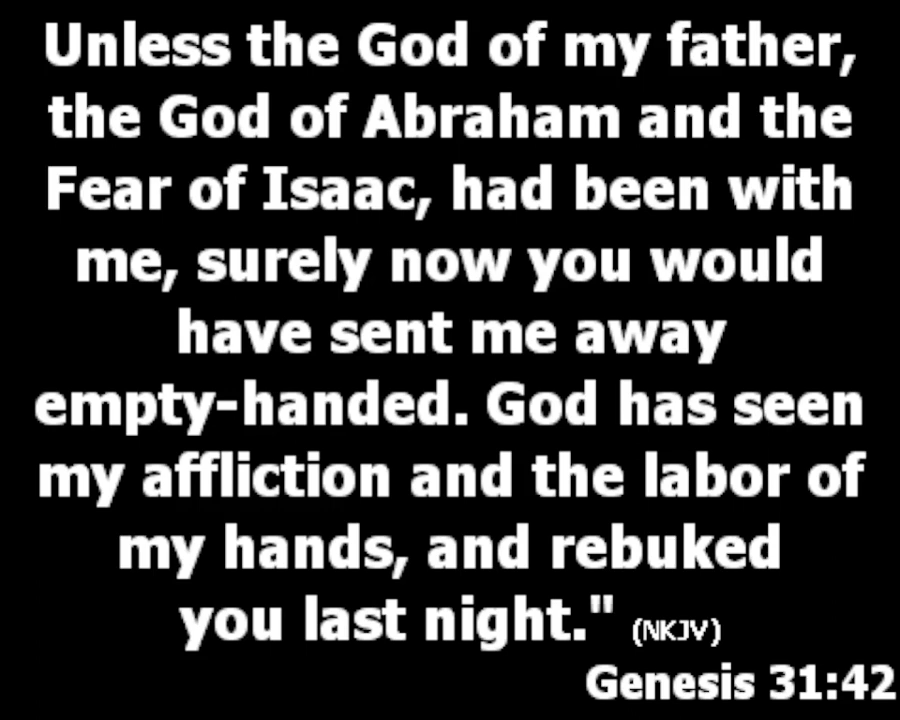 Unless the God of my father,
the God of Abraham and the
Fear of Isaac, had been with
me, surely now you would
have sent me away
empty-handed. God has seen
my affliction and the labor of
my hands, and rebuked
you last night." (NKJV)
Genesis 31:42